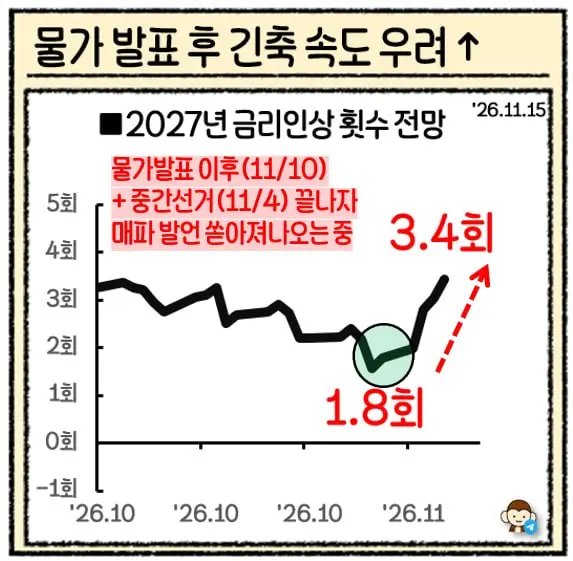 물가 발표 후 긴축 속도 우려 ↑
'26.11.15
■2027년 금리인상 횟수 전망
물가발표 이후(11/10)
+ 중간선거(11/4) 끝나자
매파 발언 쏟아져나오는 중
5회
4회
3회
2회
1회
0회
-1회
3.4회
1.8회
'26.10
'26.10
'26.10
'26.11